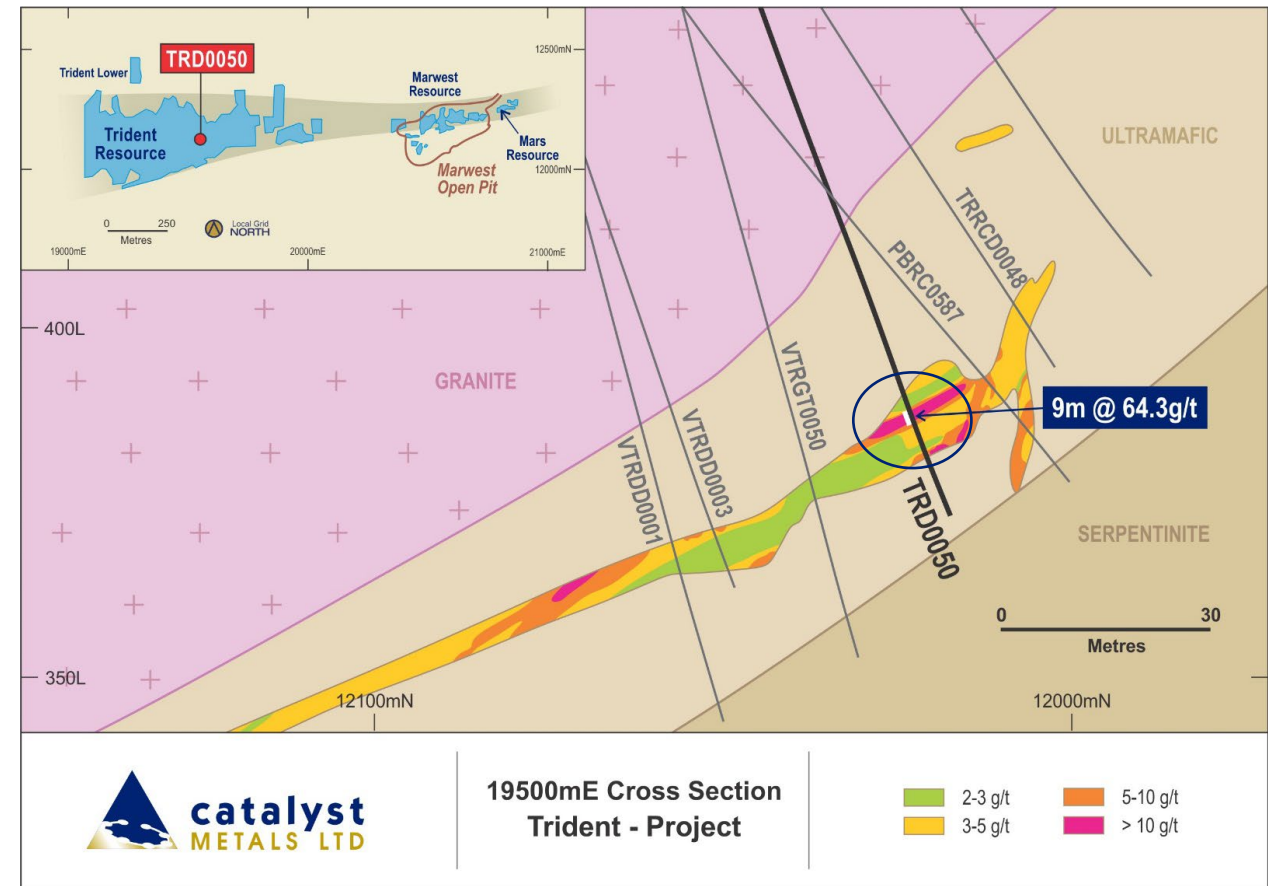 TRD0050
12500mN
Trident Lower
Marwest
Resource
Trident
Resource
Mars
Resource
12000mN
Marwest
Open Pit
0
250
Metres
Local Grid
NORTH
19000mE
20000mE
21000mE
ULTRAMAFIC
TRRCD0048
PBRC0587
400L
GRANITE
VTRGT0050
9m @ 64.3g/t
VTRDD0003
VTRDD0001
TRD0050
SERPENTINITE
0
30
Metres
350L
12100mN
12000mN
catalyst
METALS LTD
19500mE Cross Section
Trident - Project
2-3 g/t
5-10 g/t
3-5 g/t
> 10 g/t